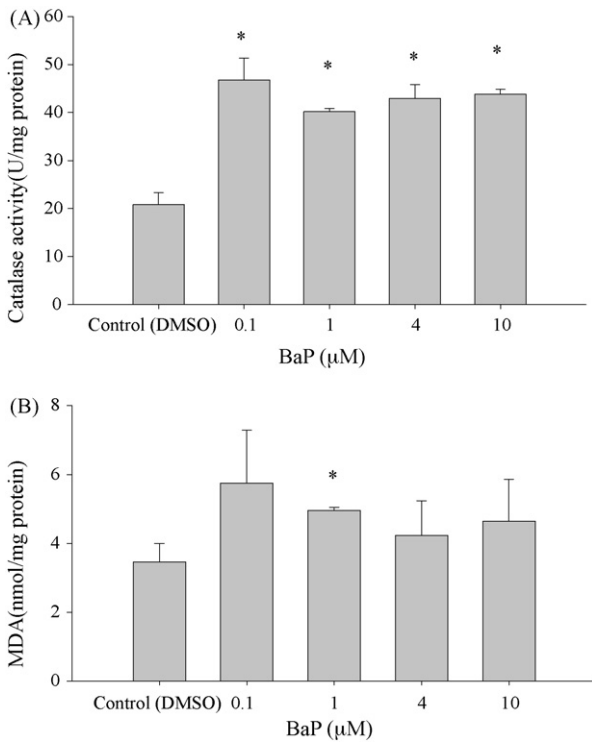 (A)
60
50
40
30
20
10
0
Catalase activity(U/mg protein)
*
*
*
*
Control (DMSO) 0.1 1 4 10
BaP (μM)
(B)
8
6
4
2
0
MDA(nmol/mg protein)
*
Control (DMSO) 0.1 1 4 10
BaP (μM)